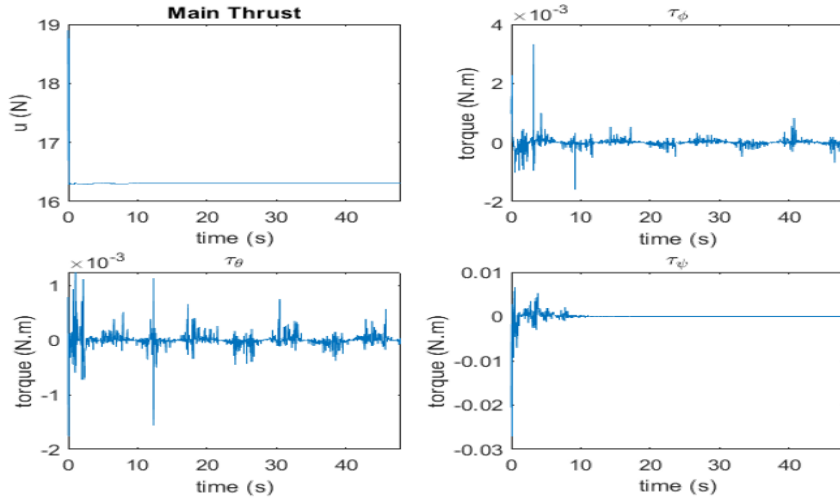 Main Thrust
19
18
17
16
u (N)
0 10 20 30 40
time (s)
×10⁻³
τ_ϕ
4
2
0
-2
torque (N.m)
0 10 20 30 40
time (s)
×10⁻³
τ_θ
1
0
-1
-2
torque (N.m)
0 10 20 30 40
time (s)
τ_ψ
0.01
0
-0.01
-0.02
-0.03
torque (N.m)
0 10 20 30 40
time (s)